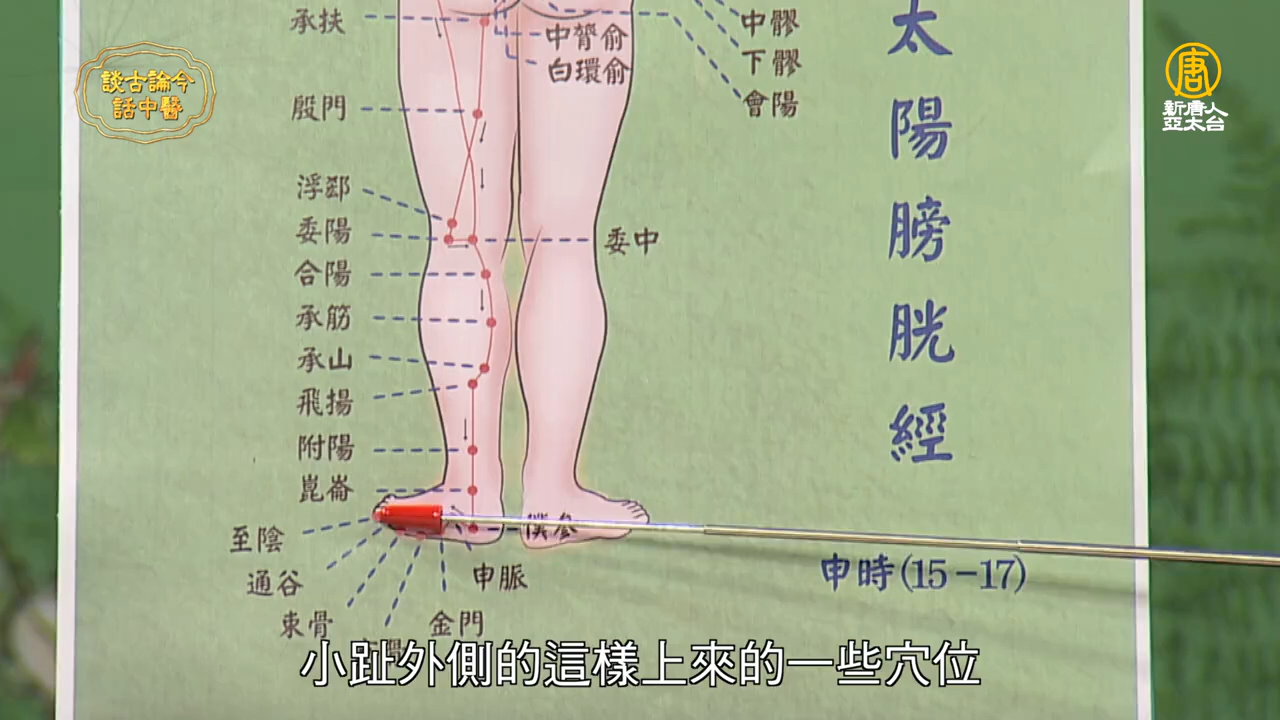 談古論今
話中醫
唐
新唐人
亞太台
太陽膀胱經
承扶
殷門
浮郄
委陽
合陽
承筋
承山
飛揚
附陽
崑崙
至陰
通谷
束骨
金門
申脈
僕參
中膂俞
白環俞
中髎
下髎
會陽
委中
申時(15-17)
小趾外側的這樣上來的一些穴位